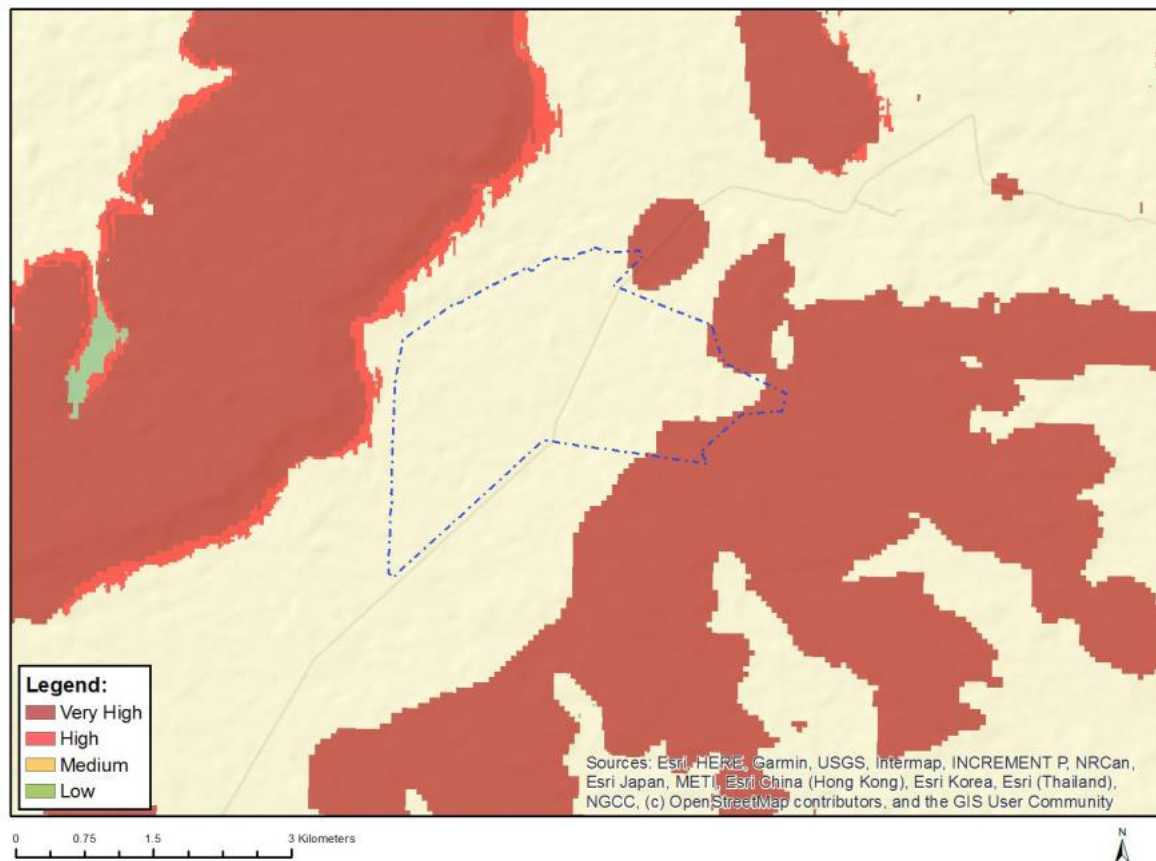 Legend:
Very High
High
Medium
Low
Sources: Esri, HERE, Garmin, USGS, Intermap, INCREMENT P, NRCan,
Esri Japan, METI, Esri China (Hong Kong), Esri Korea, Esri (Thailand),
NGCC, (c) OpenStreetMap contributors, and the GIS User Community
0 0.75 1.5 3 Kilometers
N